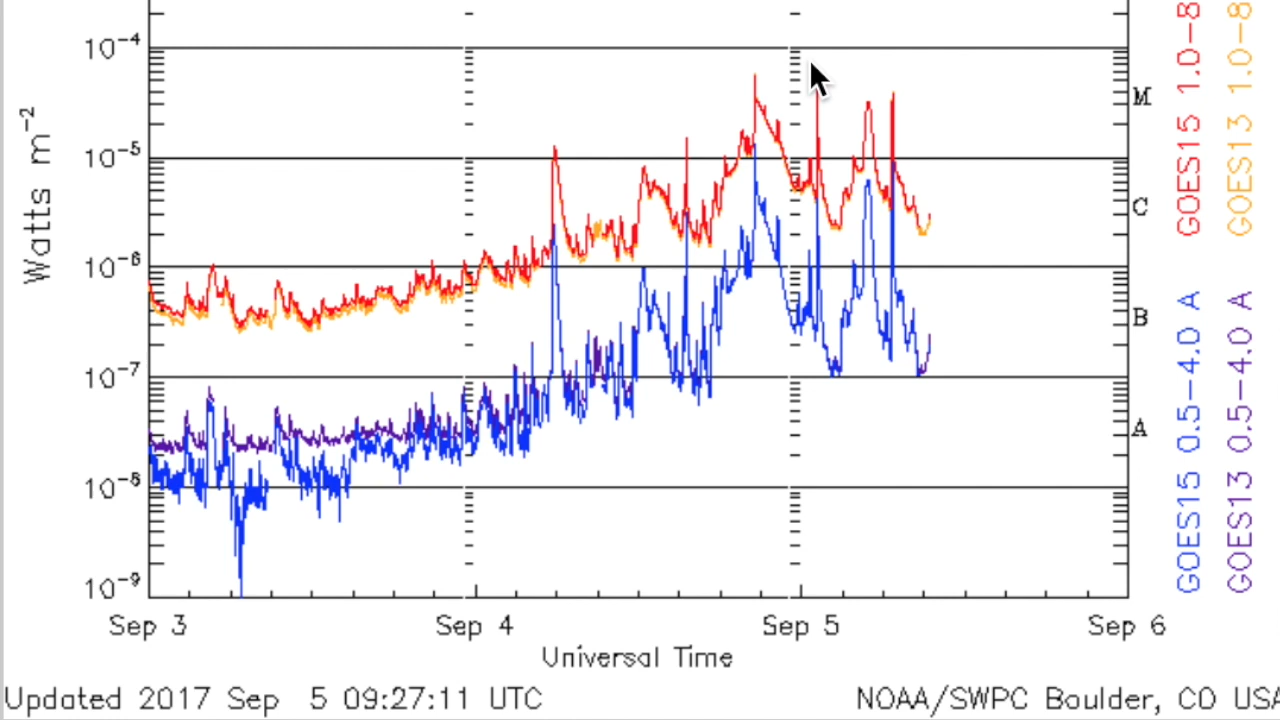 10⁻⁴
10⁻⁵
10⁻⁶
10⁻⁷
10⁻⁸
10⁻⁹
Watts m⁻²
M
C
B
A
GOES15 1.0-8
GOES13 1.0-8
GOES15 0.5-4.0 A
GOES13 0.5-4.0 A
Sep 3 Sep 4 Sep 5 Sep 6
Universal Time
Updated 2017 Sep 5 09:27:11 UTC
NOAA/SWPC Boulder, CO USA